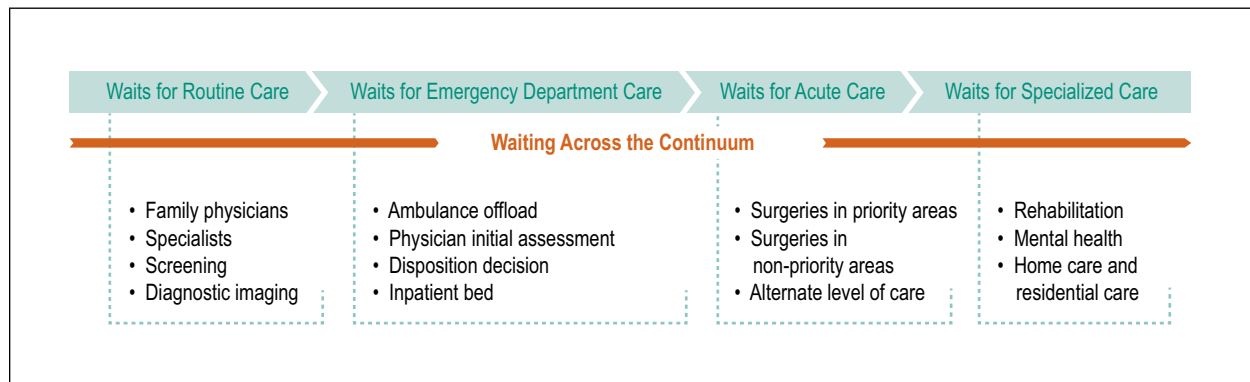 Waits for Routine Care
Waits for Emergency Department Care
Waits for Acute Care
Waits for Specialized Care
Waiting Across the Continuum
• Family physicians
• Specialists
• Screening
• Diagnostic imaging
• Ambulance offload
• Physician initial assessment
• Disposition decision
• Inpatient bed
• Surgeries in priority areas
• Surgeries in
non-priority areas
• Alternate level of care
• Rehabilitation
• Mental health
• Home care and
residential care